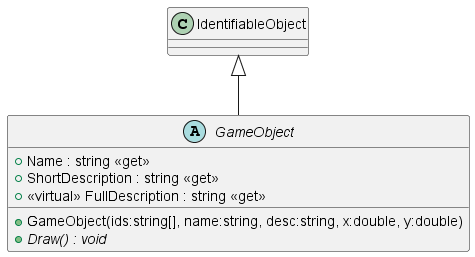 C IdentifiableObject
A GameObject
Name : string «get»
ShortDescription : string «get»
«virtual» FullDescription : string «get»
GameObject(ids:string[], name:string, desc:string, x:double, y:double)
Draw() : void